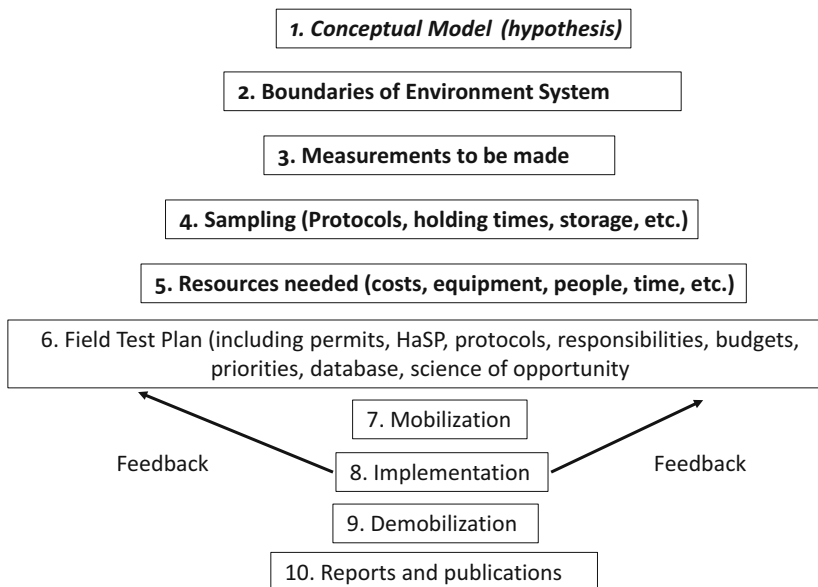 1. Conceptual Model (hypothesis)
2. Boundaries of Environment System
3. Measurements to be made
4. Sampling (Protocols, holding times, storage, etc.)
5. Resources needed (costs, equipment, people, time, etc.)
6. Field Test Plan (including permits, HaSP, protocols, responsibilities, budgets,
priorities, database, science of opportunity
7. Mobilization
Feedback
8. Implementation
Feedback
9. Demobilization
10. Reports and publications